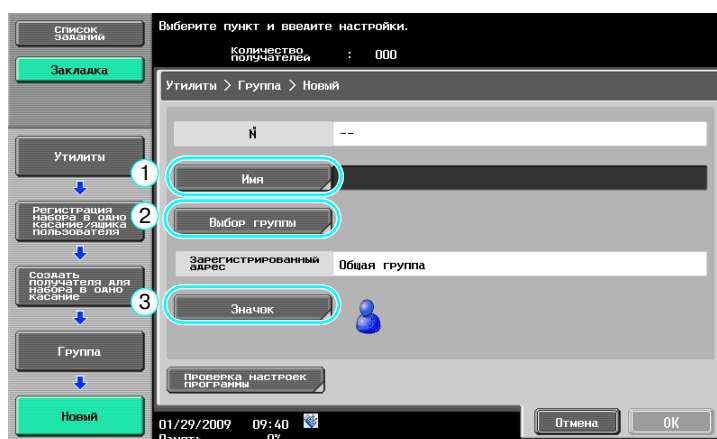 Список
заданий
Закладка
Утилиты
Регистрация
набора в одно
касание/ящика
пользователя
Создать
получателя для
набора в одно
касание
Группа
Новый
Выберите пункт и введите настройки.
Количество
получателей : 000
Утилиты > Группа > Новый
№ --
1 Имя
2 Выбор группы
Зарегистрированный
адрес
Общая группа
3 Значок
Проверка настроек
программы
01/29/2009 09:40
Память 0%
Отмена OK